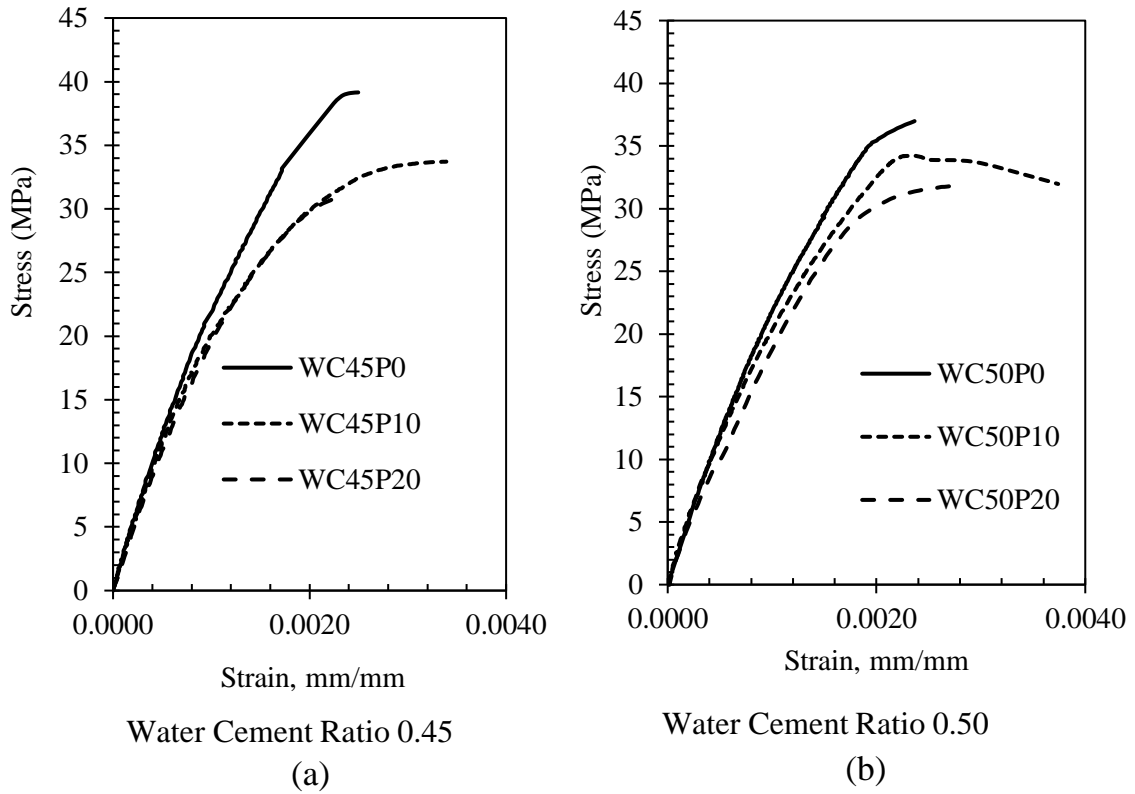 45
40
35
30
25
20
15
10
5
0
Stress (MPa)
WC45P0
WC45P10
WC45P20
0.0000
0.0020
0.0040
Strain, mm/mm
Water Cement Ratio 0.45
(a)
45
40
35
30
25
20
15
10
5
0
Stress (MPa)
WC50P0
WC50P10
WC50P20
0.0000
0.0020
0.0040
Strain, mm/mm
Water Cement Ratio 0.50
(b)